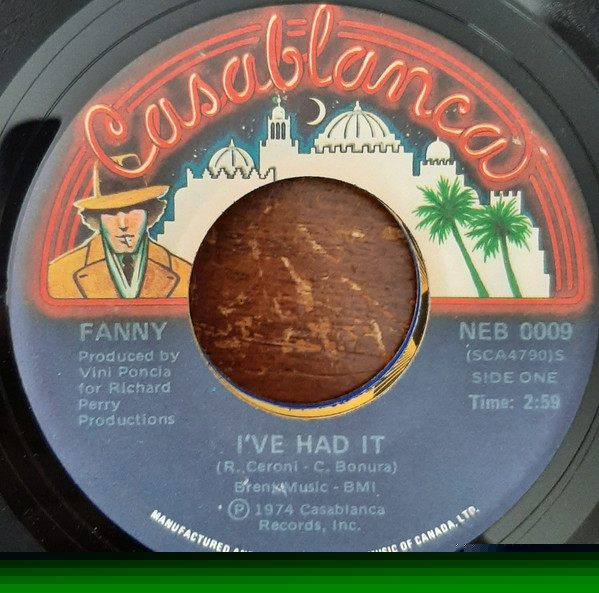 Casablanca
FANNY
Produced by
Vini Poncia
for Richard
Perry
Productions
NEB 0009
(SCA4790)S
SIDE ONE
Time: 2:59
I'VE HAD IT
(R. Ceroni - C. Bonura)
Brent Music - BMI
℗ 1974 Casablanca
Records, Inc.
MANUFACTURED AND MUSIC OF CANADA, LTD.